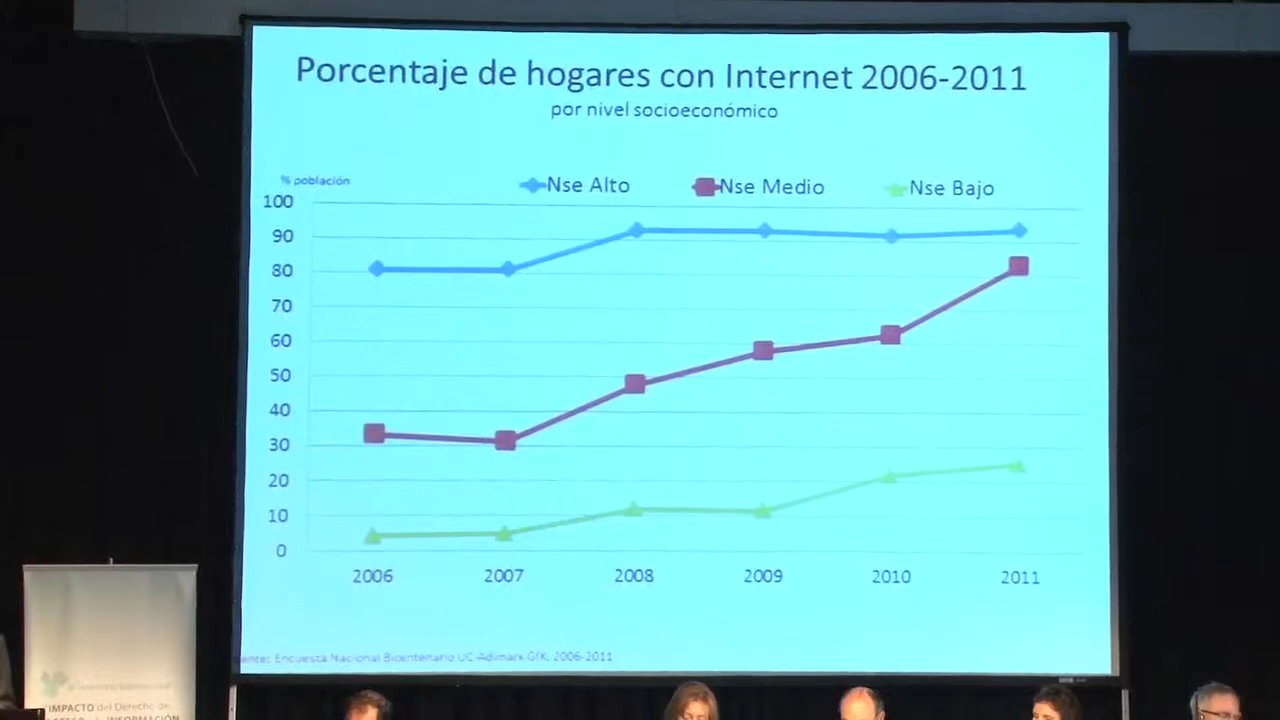 Porcentaje de hogares con Internet 2006-2011
por nivel socioeconómico
% población
Nse Alto
Nse Medio
Nse Bajo
100
90
80
70
60
50
40
30
20
10
0
2006 2007 2008 2009 2010 2011
Encuesta Nacional Bicentenario UC-Adimark GfK, 2006-2011
IMPACTO del Derecho de
INFORMACIÓN